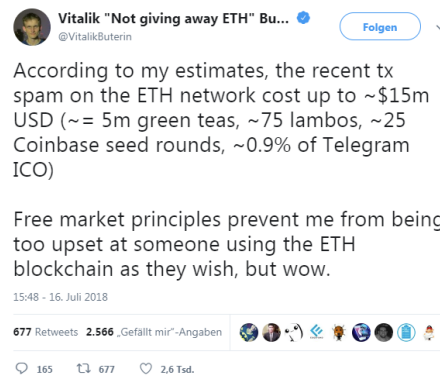 Vitalik "Not giving away ETH" Bu...
@VitalikButerin
Folgen
According to my estimates, the recent tx
spam on the ETH network cost up to ~$15m
USD (~= 5m green teas, ~75 lambos, ~25
Coinbase seed rounds, ~0.9% of Telegram
ICO)
Free market principles prevent me from being
too upset at someone using the ETH
blockchain as they wish, but wow.
15:48 - 16. Juli 2018
677 Retweets 2.566 „Gefällt mir"-Angaben
165 677 2,6 Tsd.